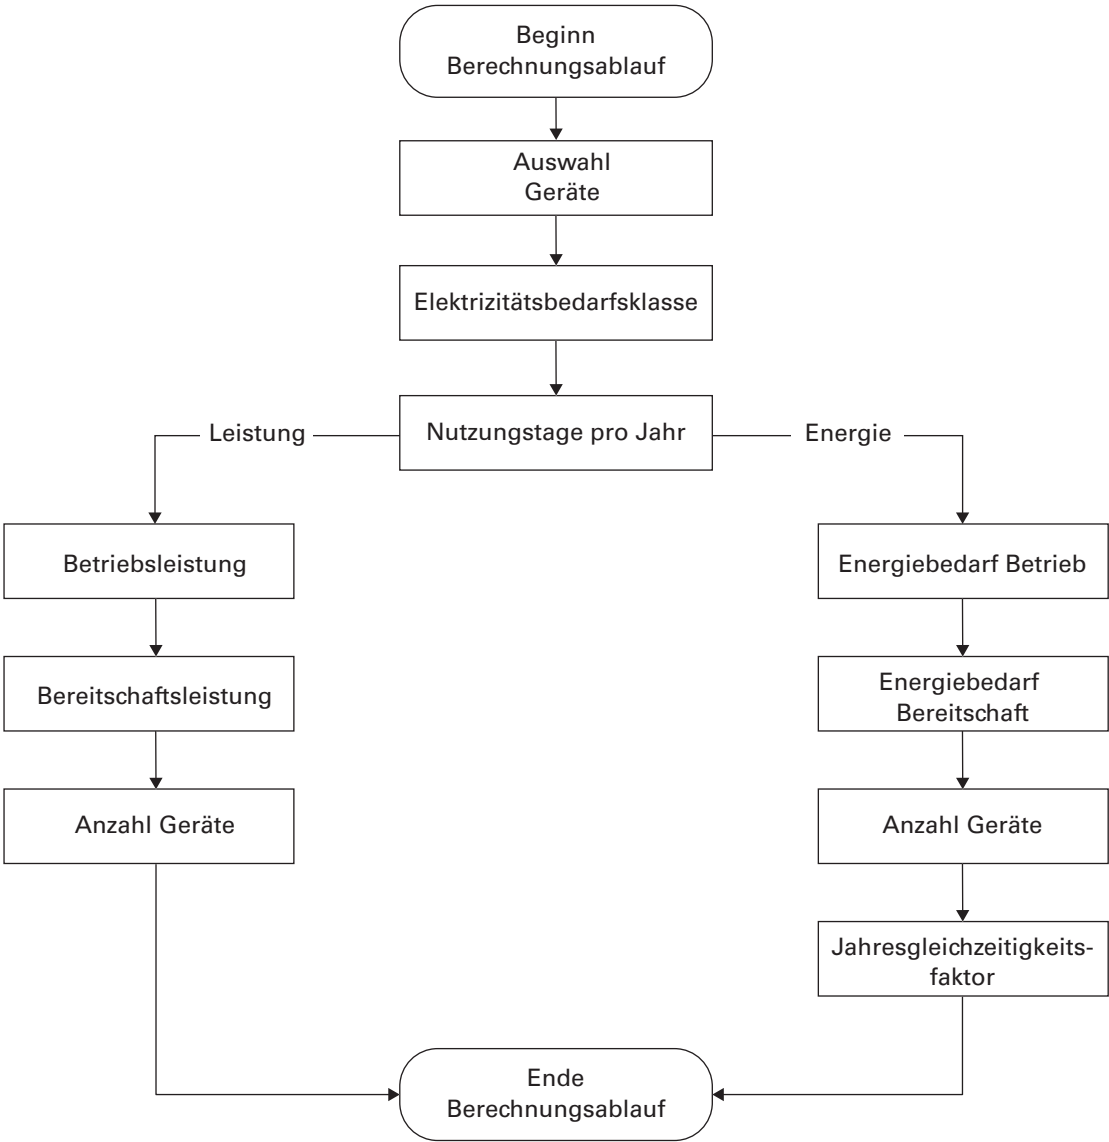 Beginn
Berechnungsablauf
Auswahl
Geräte
Elektrizitätsbedarfsklasse
Leistung
Nutzungstage pro Jahr
Energie
Betriebsleistung
Energiebedarf Betrieb
Bereitschaftsleistung
Energiebedarf
Bereitschaft
Anzahl Geräte
Anzahl Geräte
Jahresgleichzeitigkeits-
faktor
Ende
Berechnungsablauf